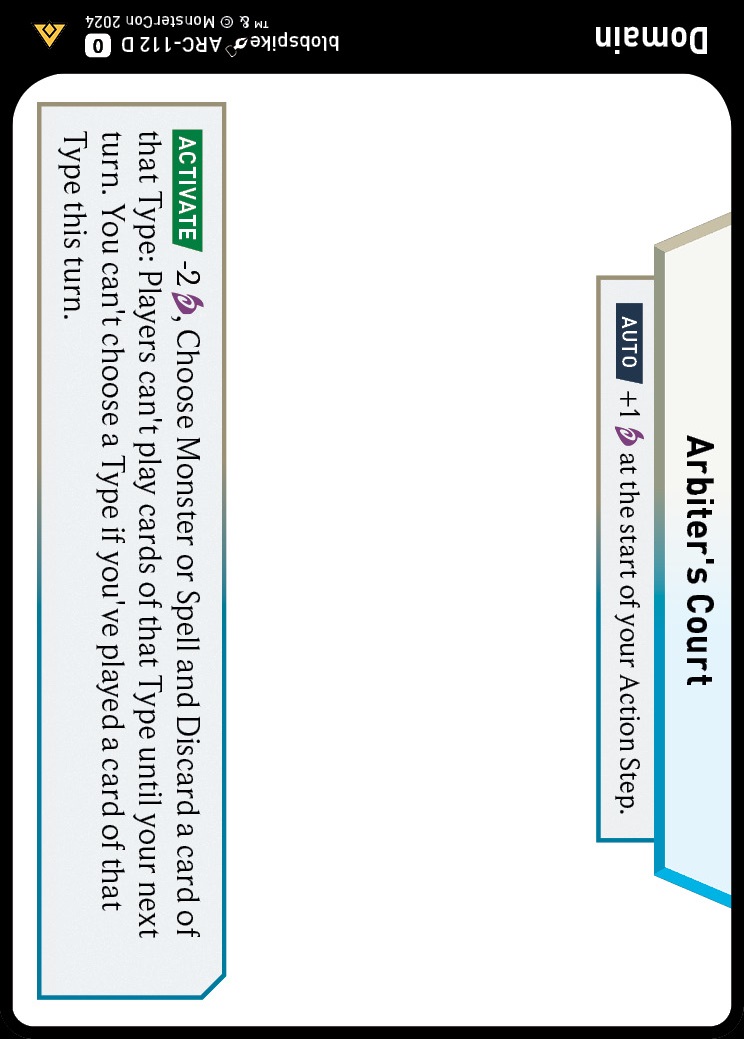 Arbiter's Court
AUTO +1 at the start of your Action Step.
ACTIVATE -2 , Choose Monster or Spell and Discard a card of
that Type: Players can't play cards of that Type until your next
turn. You can't choose a Type if you've played a card of that
Type this turn.
Domain
blobspike ARC-112 D 0
™ & © MonsterCon 2024